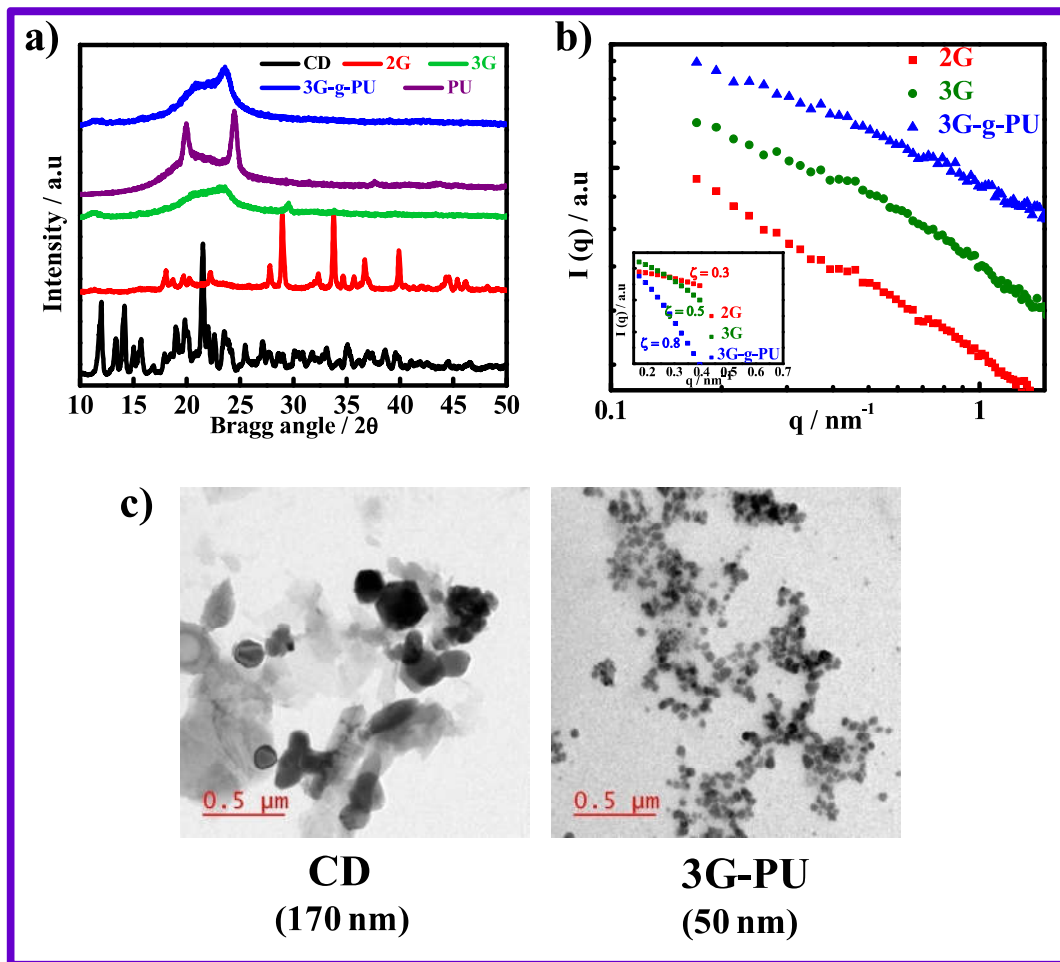 a)
CD 2G 3G
3G-g-PU PU
Intensity / a.u
10 15 20 25 30 35 40 45 50
Bragg angle / 2θ
b)
2G
3G
3G-g-PU
I (q) / a.u
0.1 1
q / nm⁻¹
ζ = 0.3
2G
ζ = 0.5
3G
ζ = 0.8
3G-g-PU
I (q) / a.u
0.2 0.3 0.4 0.5 0.6 0.7
q / nm⁻¹
c)
0.5 µm
0.5 µm
CD
(170 nm)
3G-PU
(50 nm)